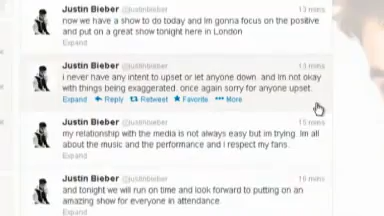 Justin Bieber @justinbieber 13 mins
now we have a show to do today and im gonna focus on the positive
and put on a great show tonight here in London
Expand
Justin Bieber @justinbieber 13 mins
i never have any intent to upset or let anyone down. and im not okay
with things being exaggerated. once again sorry for anyone upset.
Expand Reply Retweet Favorite More
Justin Bieber @justinbieber 15 mins
my relationship with the media is not always easy but im trying. Im all
about the music and the performance and i respect my fans.
Expand
Justin Bieber @justinbieber 16 mins
and tonight we will run on time and look forward to putting on an
amazing show for everyone in attendance.
Expand